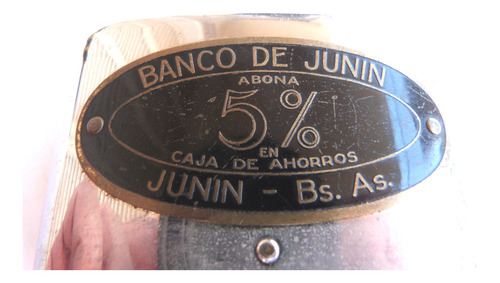 BANCO DE JUNIN
ABONA
5%
EN
CAJA DE AHORROS
JUNIN - Bs. As.